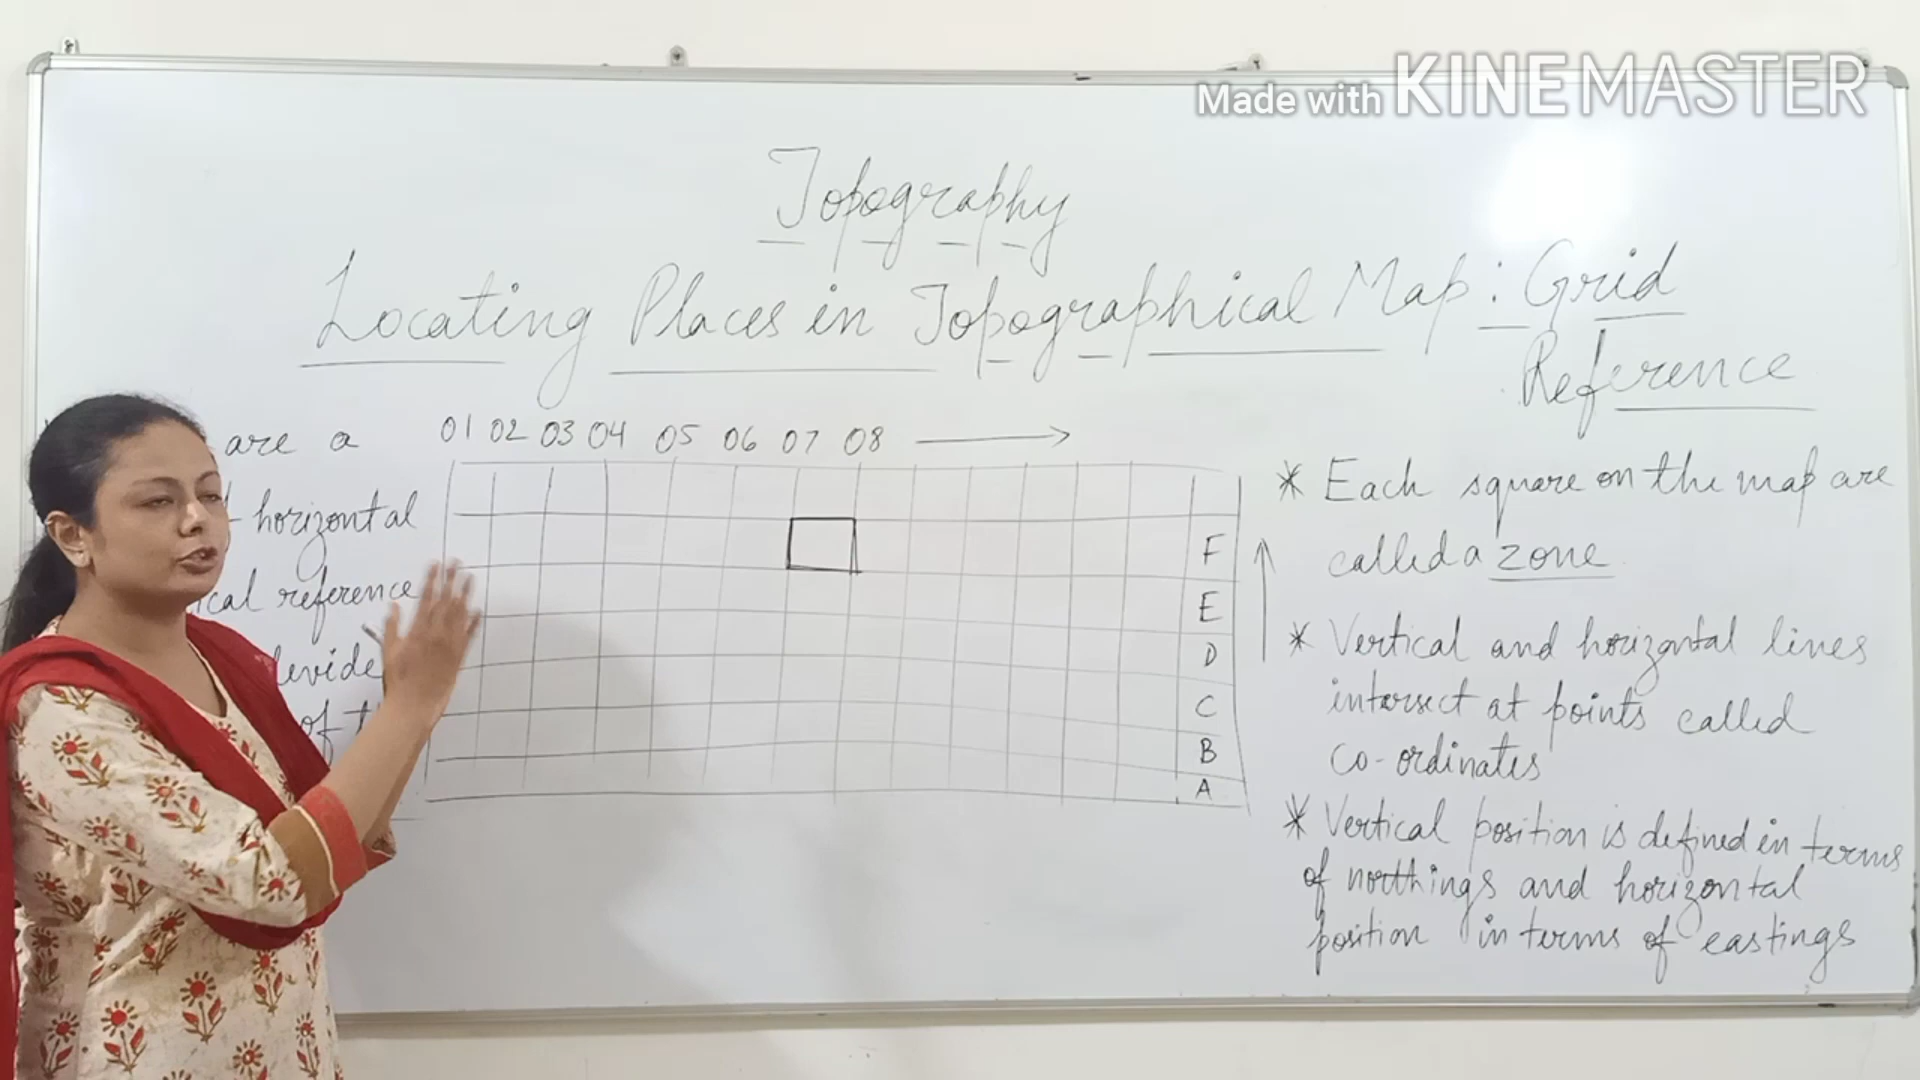 Made with KINEMASTER
Topography
Locating Places in Topographical Map : Grid
Reference
are a
horizontal
reference
devide
of
01 02 03 04 05 06 07 08
F
E
D
C
B
A
* Each square on the map are
called a zone
* Vertical and horizontal lines
intersect at points called
co-ordinates
* Vertical position is defined in terms
of northings and horizontal
position in terms of eastings